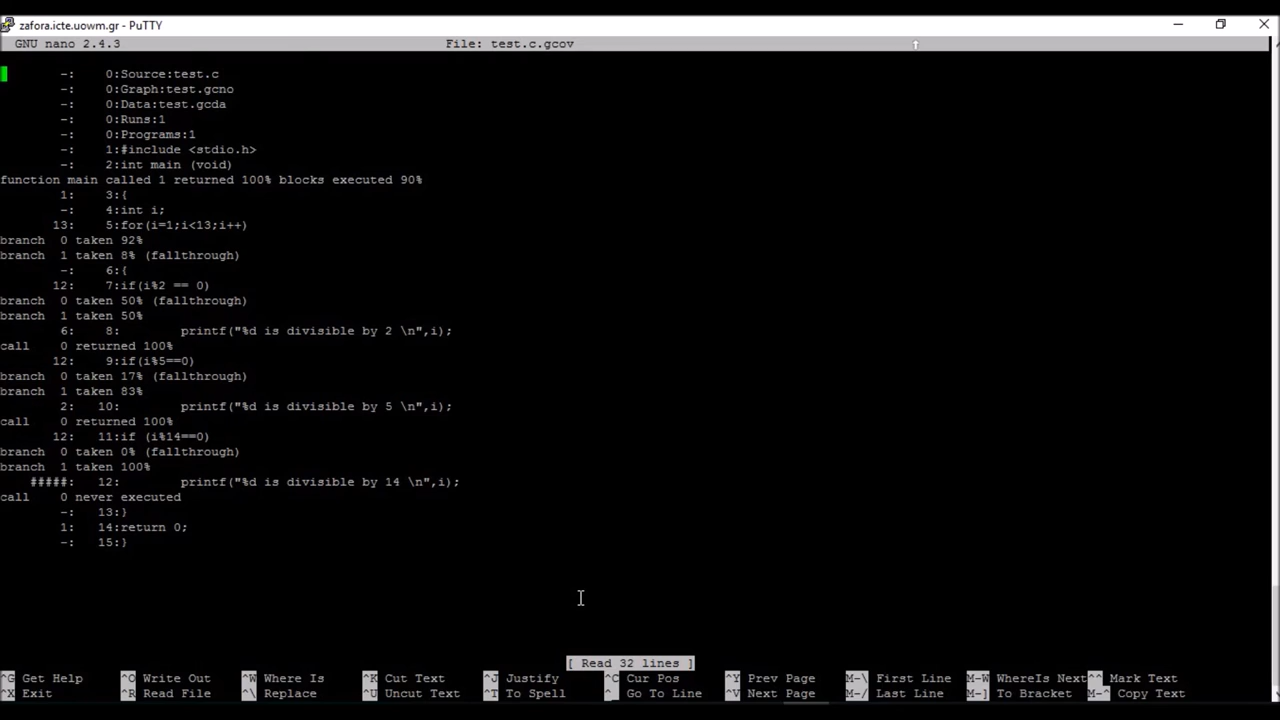 zafora.icte.uowm.gr - PuTTY
GNU nano 2.4.3 File: test.c.gcov
-: 0:Source:test.c
-: 0:Graph:test.gcno
-: 0:Data:test.gcda
-: 0:Runs:1
-: 0:Programs:1
-: 1:#include <stdio.h>
-: 2:int main (void)
function main called 1 returned 100% blocks executed 90%
1: 3:{
-: 4:int i;
13: 5:for(i=1;i<13;i++)
branch 0 taken 92%
branch 1 taken 8% (fallthrough)
-: 6:{
12: 7:if(i%2 == 0)
branch 0 taken 50% (fallthrough)
branch 1 taken 50%
6: 8: printf("%d is divisible by 2 \n",i);
call 0 returned 100%
12: 9:if(i%5==0)
branch 0 taken 17% (fallthrough)
branch 1 taken 83%
2: 10: printf("%d is divisible by 5 \n",i);
call 0 returned 100%
12: 11:if (i%14==0)
branch 0 taken 0% (fallthrough)
branch 1 taken 100%
#####: 12: printf("%d is divisible by 14 \n",i);
call 0 never executed
-: 13:}
1: 14:return 0;
-: 15:}
[ Read 32 lines ]
^G Get Help ^O Write Out ^W Where Is ^K Cut Text ^J Justify ^C Cur Pos ^Y Prev Page M-\ First Line M-W WhereIs Next ^^ Mark Text
^X Exit ^R Read File ^\ Replace ^U Uncut Text ^T To Spell ^_ Go To Line ^V Next Page M-/ Last Line M-] To Bracket M-^ Copy Text